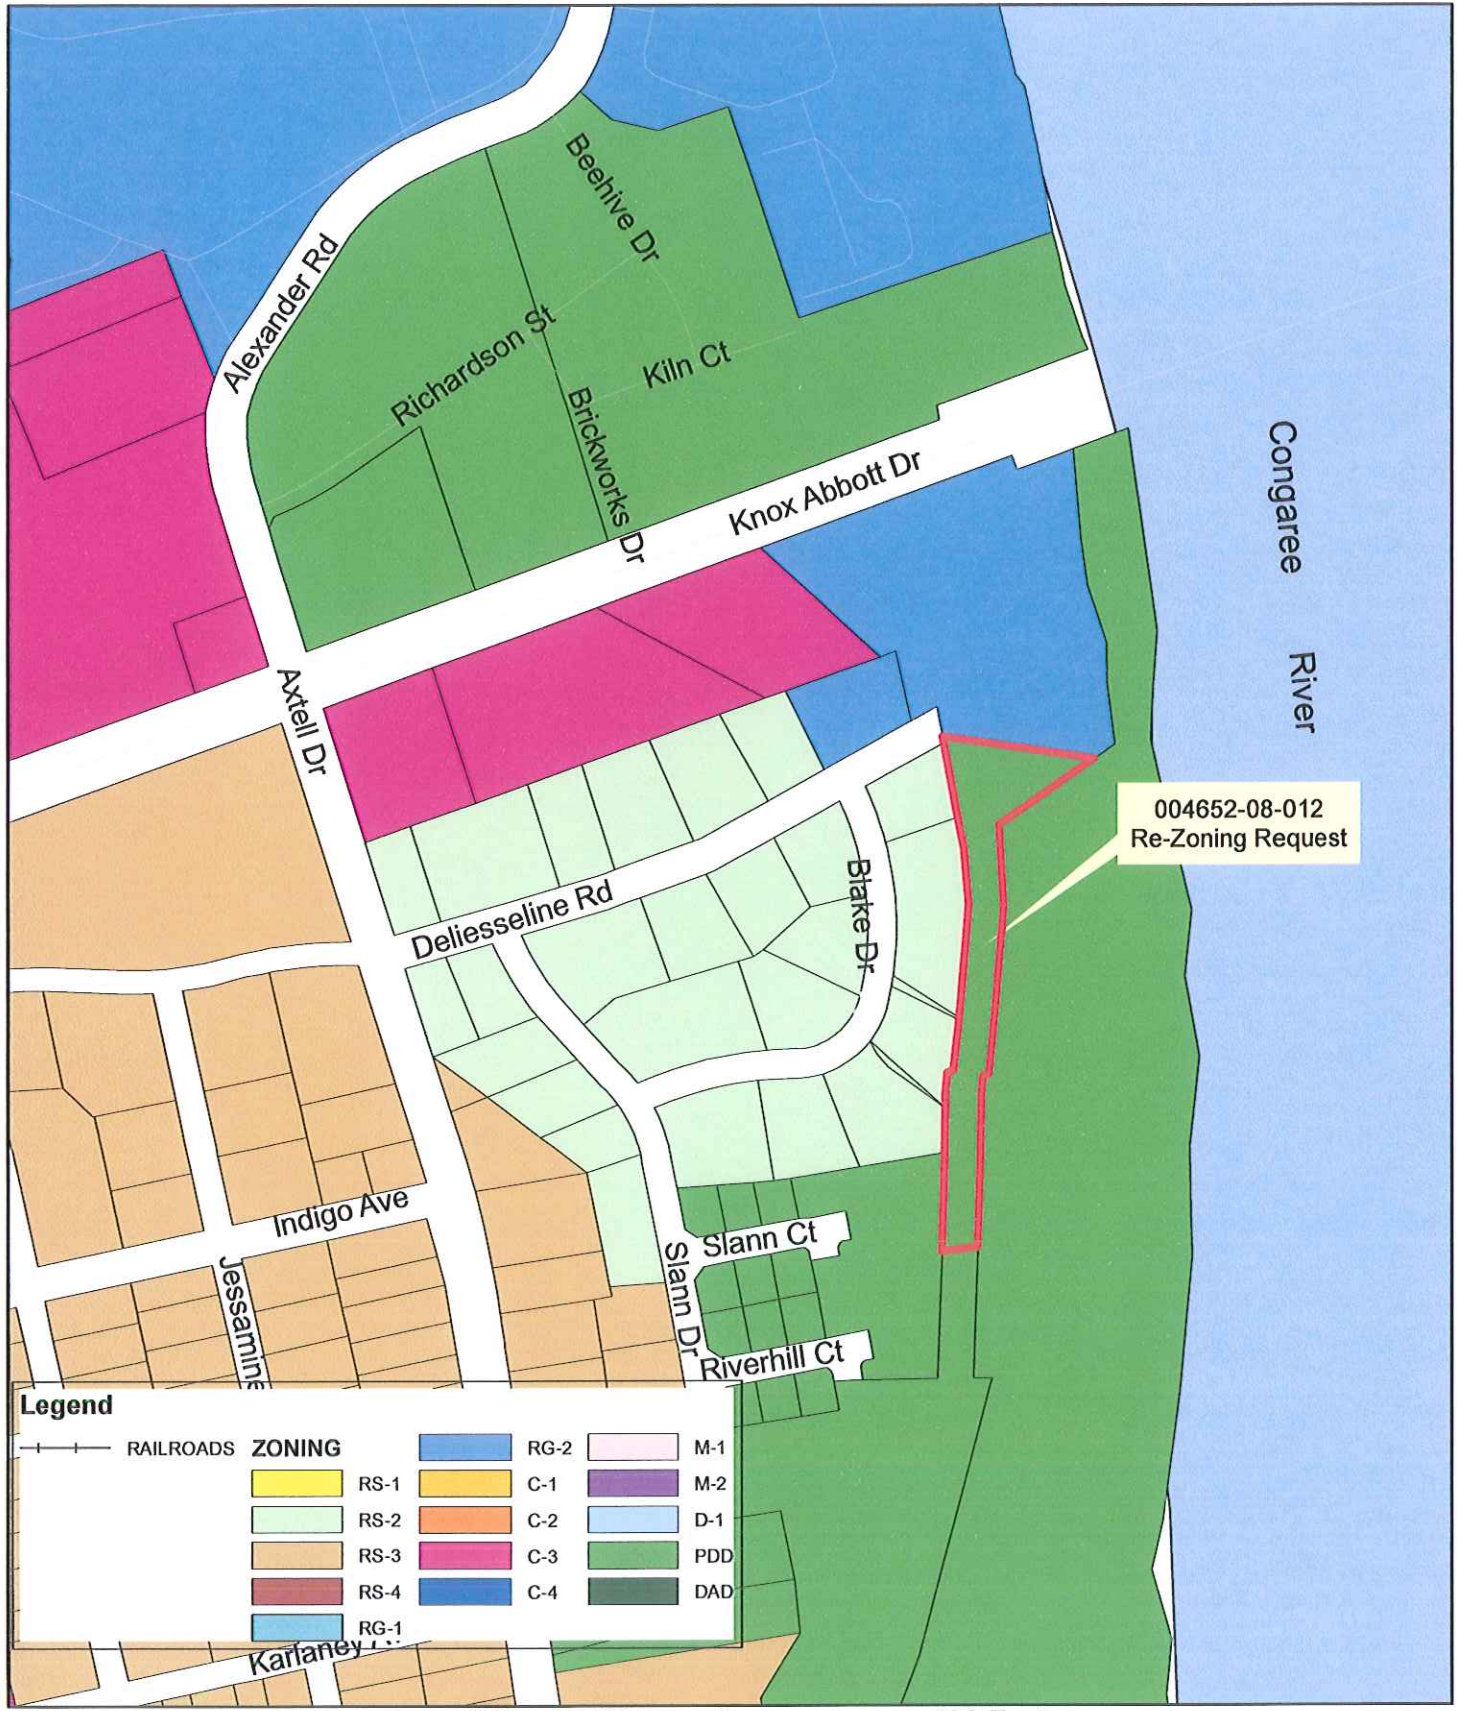 Beehive Dr
Alexander Rd
Richardson St
Kiln Ct
Brickworks Dr
Knox Abbott Dr
Congaree River
Axtell Dr
004652-08-012
Re-Zoning Request
Deliesseline Rd
Blake Dr
Indigo Ave
Slann Ct
Slann Dr
Jessamine
Riverhill Ct
Legend
RAILROADS
ZONING
RS-1
RS-2
RS-3
RS-4
RG-1
RG-2
C-1
C-2
C-3
C-4
M-1
M-2
D-1
PDD
DAD
Karlaney